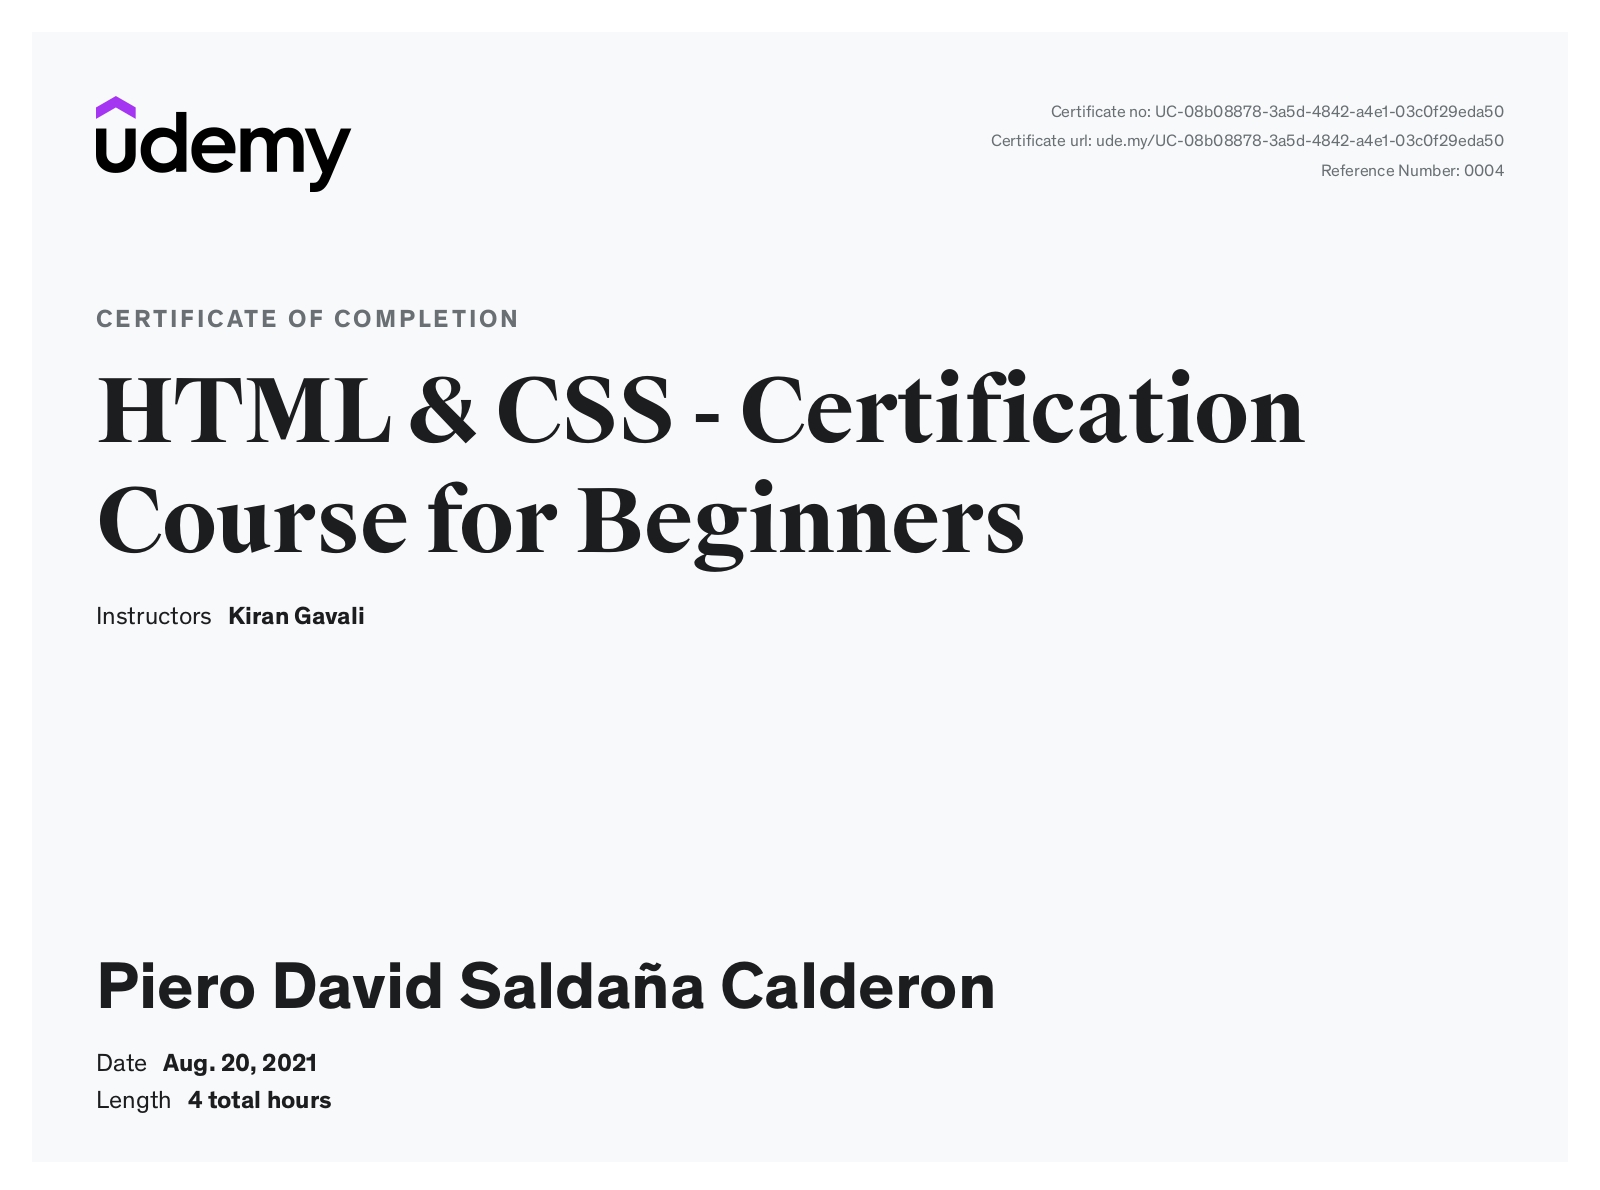 udemy
Certificate no: UC-08b08878-3a5d-4842-a4e1-03c0f29eda50
Certificate url: ude.my/UC-08b08878-3a5d-4842-a4e1-03c0f29eda50
Reference Number: 0004
CERTIFICATE OF COMPLETION
HTML & CSS - Certification
Course for Beginners
Instructors Kiran Gavali
Piero David Saldaña Calderon
Date Aug. 20, 2021
Length 4 total hours